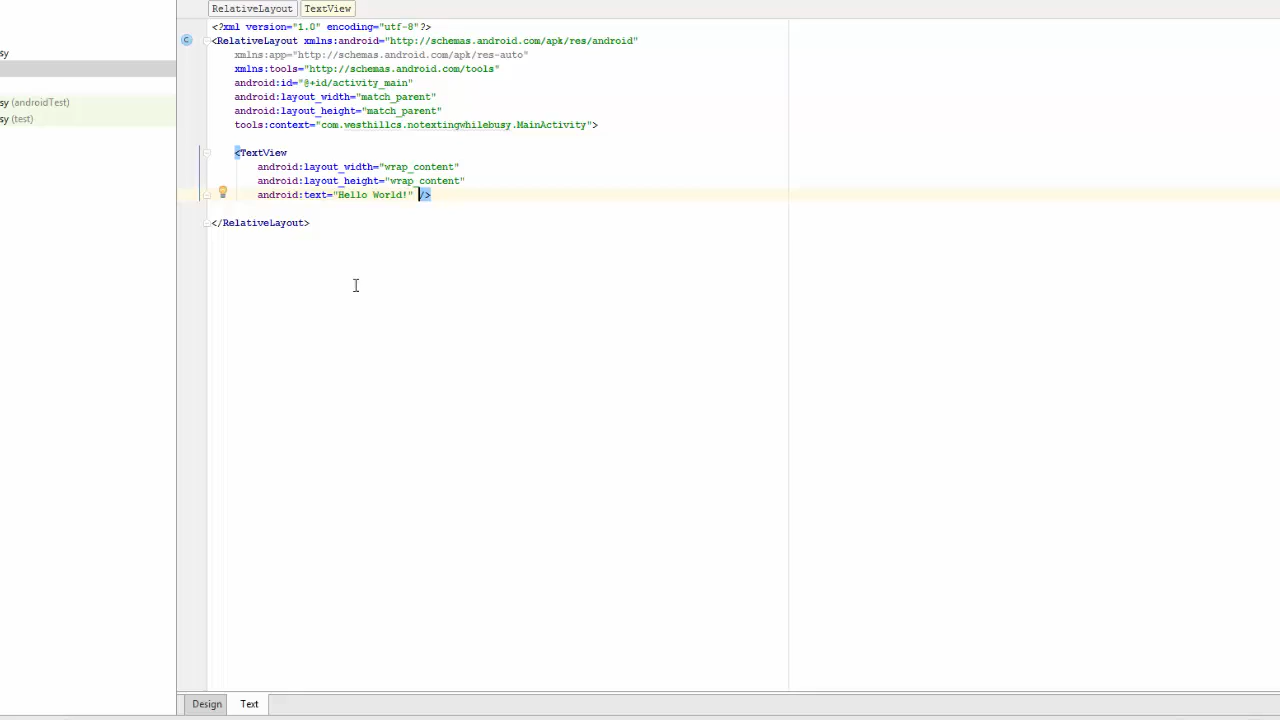 RelativeLayout TextView
<?xml version="1.0" encoding="utf-8"?>
C <RelativeLayout xmlns:android="http://schemas.android.com/apk/res/android"
xmlns:app="http://schemas.android.com/apk/res-auto"
sy
xmlns:tools="http://schemas.android.com/tools"
android:id="@+id/activity_main"
android:layout_width="match_parent"
sy (androidTest)
android:layout_height="match_parent"
sy (test)
tools:context="com.westhillcs.notextingwhilebusy.MainActivity">
<TextView
android:layout_width="wrap_content"
android:layout_height="wrap_content"
android:text="Hello World!" />
</RelativeLayout>
Design Text